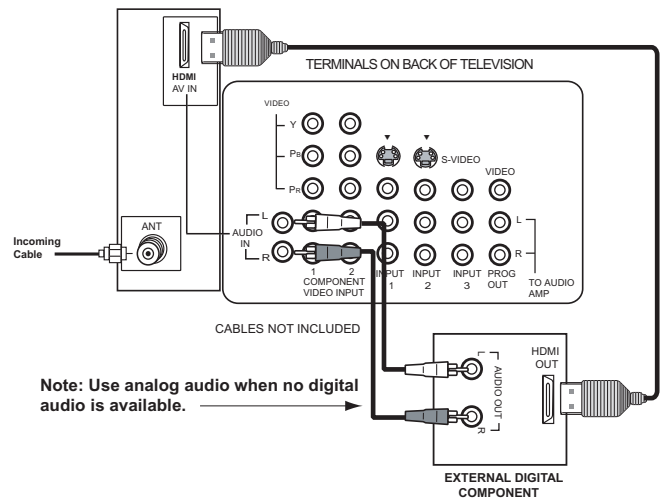 HDMI
AV IN
TERMINALS ON BACK OF TELEVISION
VIDEO
Y
PB
PR
S-VIDEO
VIDEO
ANT
Incoming
Cable
AUDIO
IN
L
R
L
R
1
2
COMPONENT
VIDEO INPUT
INPUT
1
INPUT
2
INPUT
3
PROG
OUT
TO AUDIO
AMP
CABLES NOT INCLUDED
Note: Use analog audio when no digital
audio is available.
L
AUDIO OUT
R
HDMI
OUT
EXTERNAL DIGITAL
COMPONENT